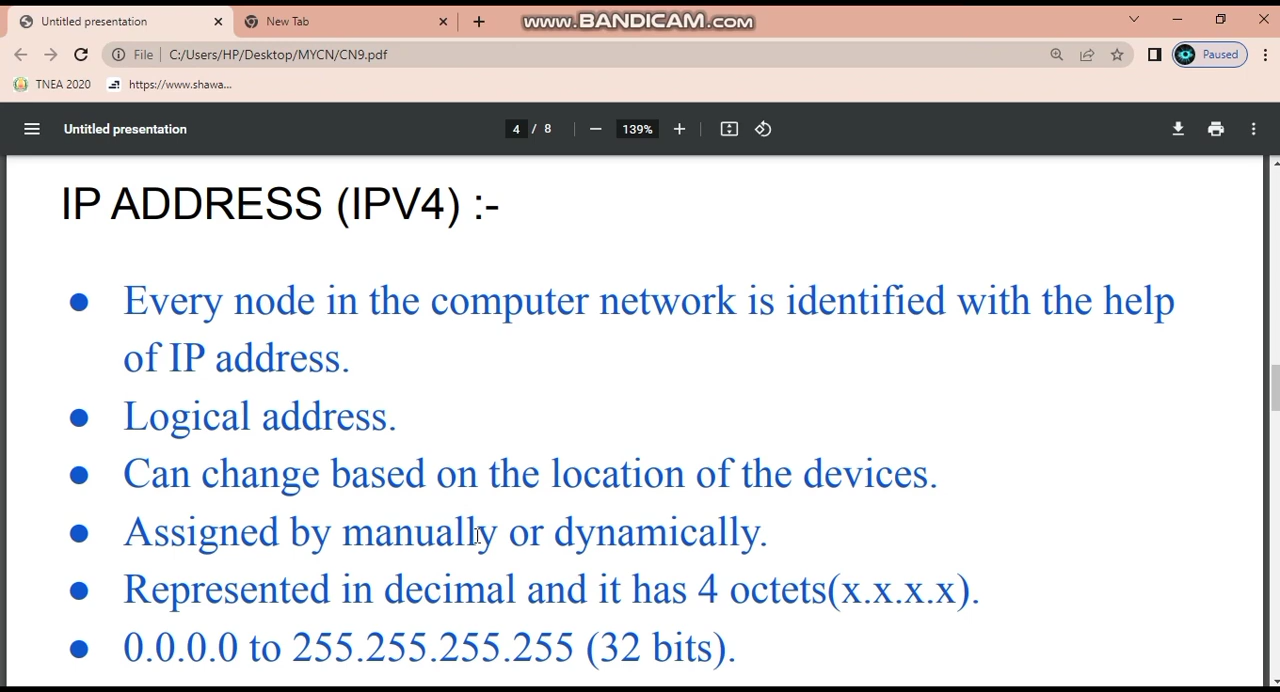 Untitled presentation
New Tab
www.BANDICAM.com
File C:/Users/HP/Desktop/MYCN/CN9.pdf
Paused
TNEA 2020
https://www.shawa...
Untitled presentation
4 / 8
139%
IP ADDRESS (IPV4) :-
● Every node in the computer network is identified with the help
of IP address.
● Logical address.
● Can change based on the location of the devices.
● Assigned by manually or dynamically.
● Represented in decimal and it has 4 octets(x.x.x.x).
● 0.0.0.0 to 255.255.255.255 (32 bits).